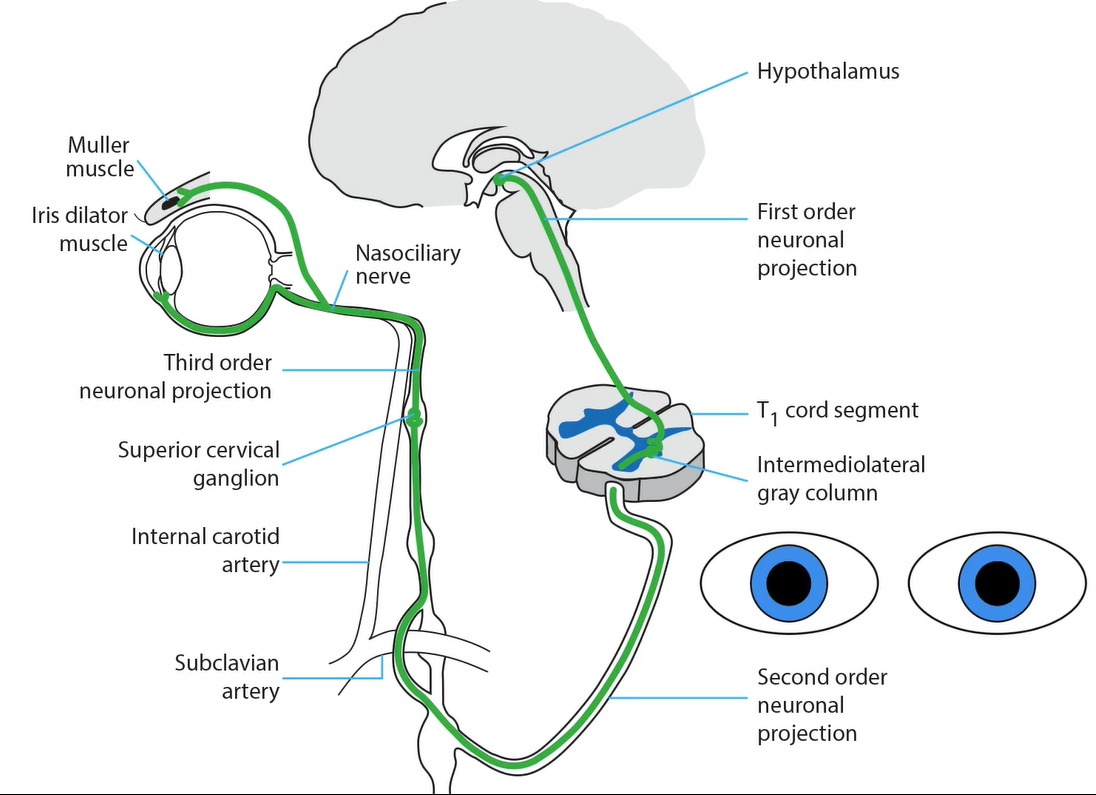 Hypothalamus
Muller
muscle
Iris dilator
muscle
First order
neuronal
projection
Nasociliary
nerve
Third order
neuronal projection
T1 cord segment
Superior cervical
ganglion
Intermediolateral
gray column
Internal carotid
artery
Subclavian
artery
Second order
neuronal
projection